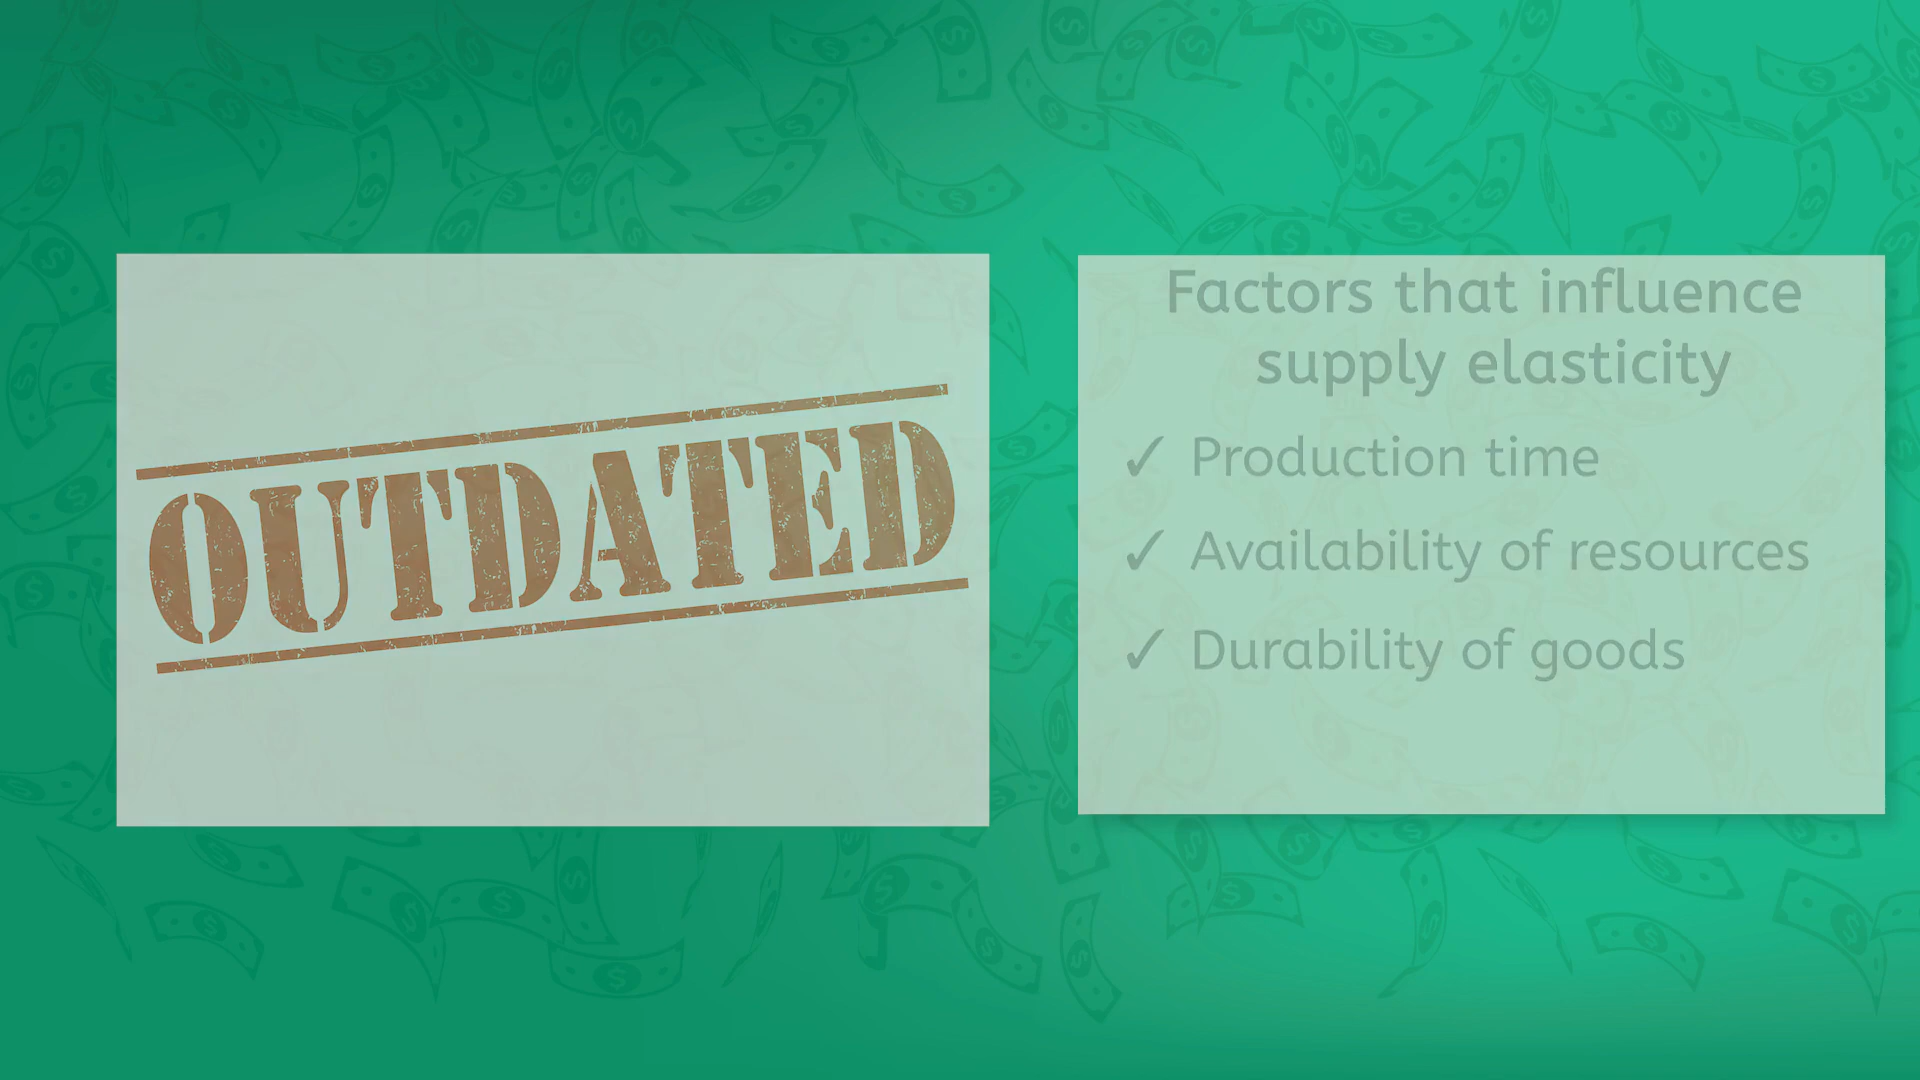 OUTDATED
Factors that influence
supply elasticity
✓ Production time
✓ Availability of resources
✓ Durability of goods